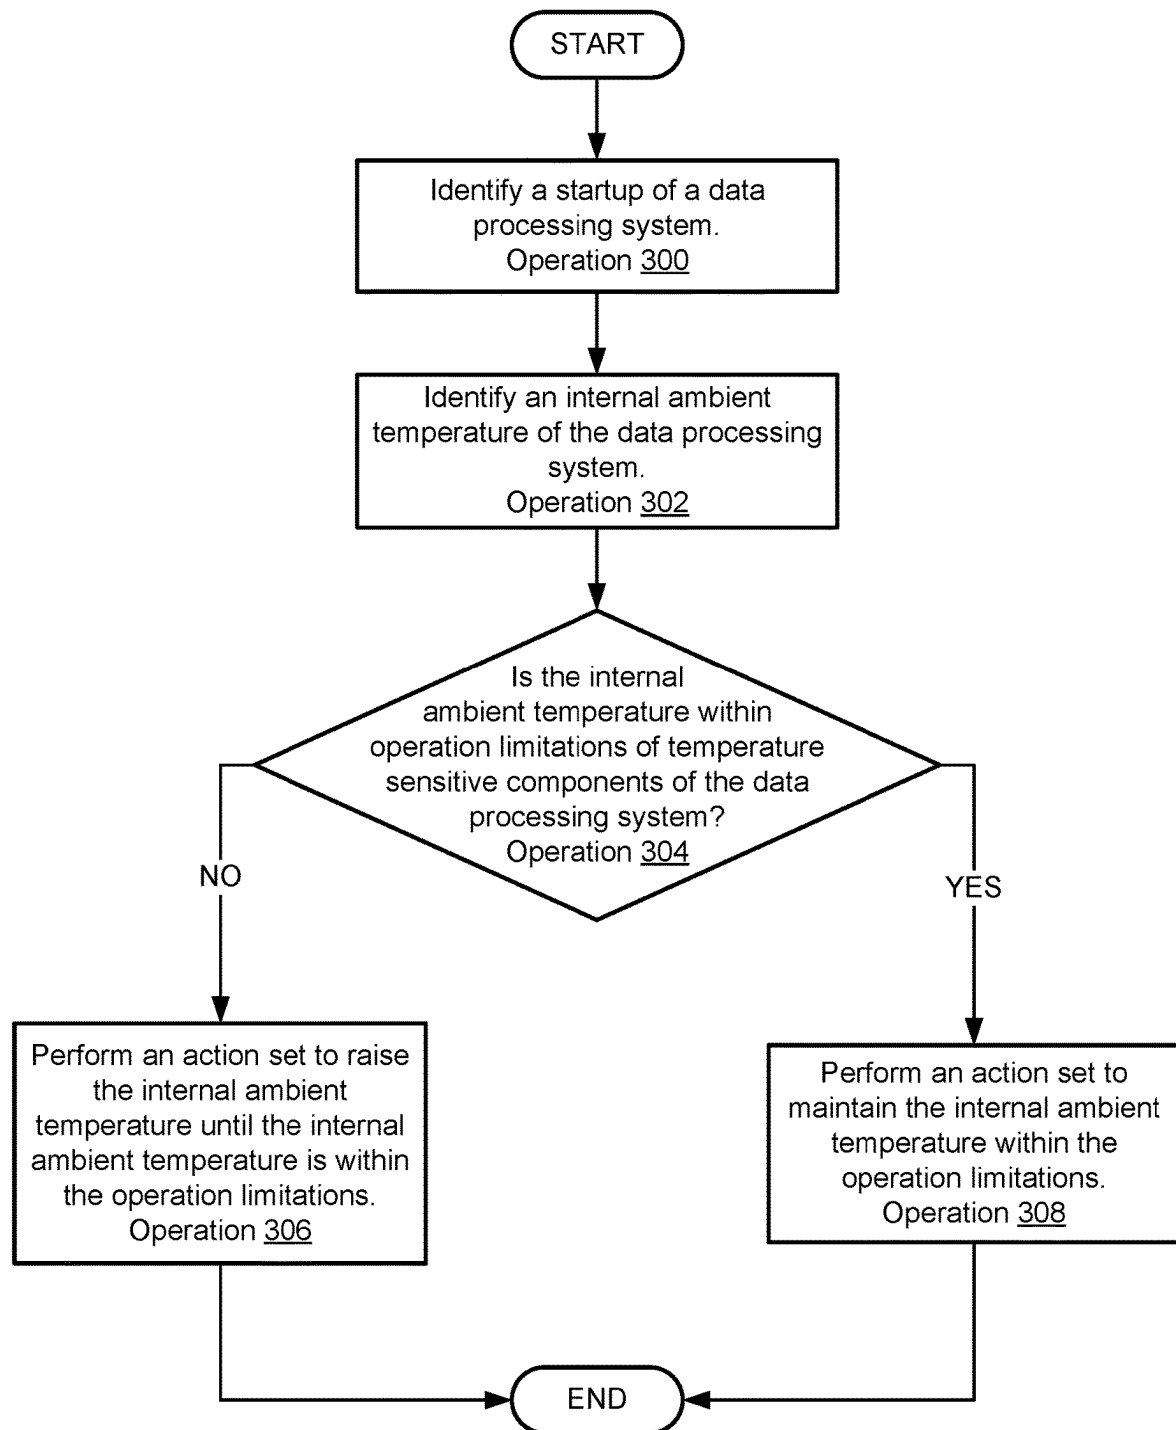 START
Identify a startup of a data
processing system.
Operation 300
Identify an internal ambient
temperature of the data processing
system.
Operation 302
Is the internal
ambient temperature within
operation limitations of temperature
sensitive components of the data
processing system?
Operation 304
NO
YES
Perform an action set to raise
the internal ambient
temperature until the internal
ambient temperature is within
the operation limitations.
Operation 306
Perform an action set to
maintain the internal ambient
temperature within the
operation limitations.
Operation 308
END